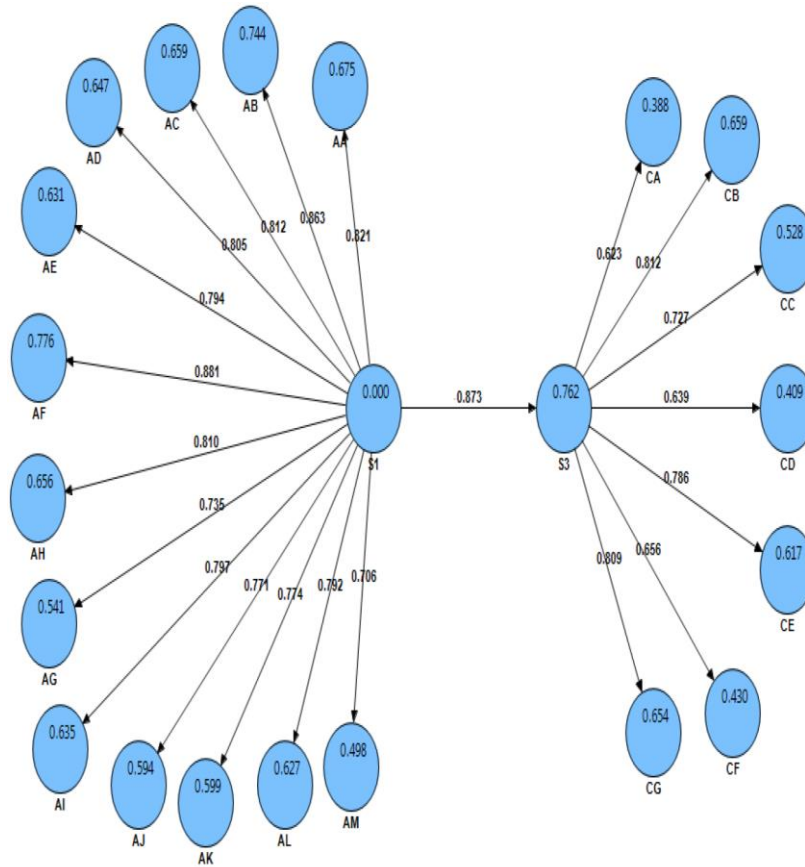 0.744
AB
0.659
AC
0.675
AA
0.647
AD
0.388
CA
0.659
CB
0.631
AE
0.528
CC
0.863
0.812
0.821
0.805
0.623
0.812
0.794
0.727
0.776
AF
0.881
0.000
S1
0.873
0.762
S3
0.639
0.409
CD
0.810
0.656
AH
0.735
0.786
0.797
0.771
0.774
0.792
0.706
0.809
0.656
0.617
CE
0.541
AG
0.635
AI
0.594
AJ
0.599
AK
0.627
AL
0.498
AM
0.654
CG
0.430
CF